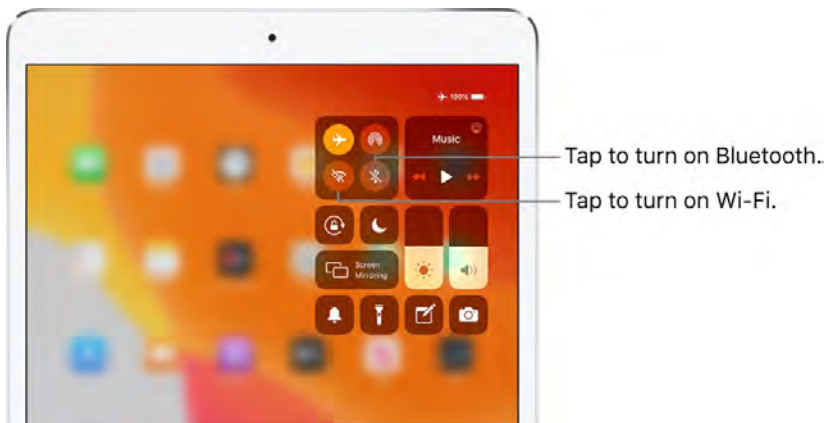 100%
Music
Tap to turn on Bluetooth.
Tap to turn on Wi-Fi.
Screen
Mirroring